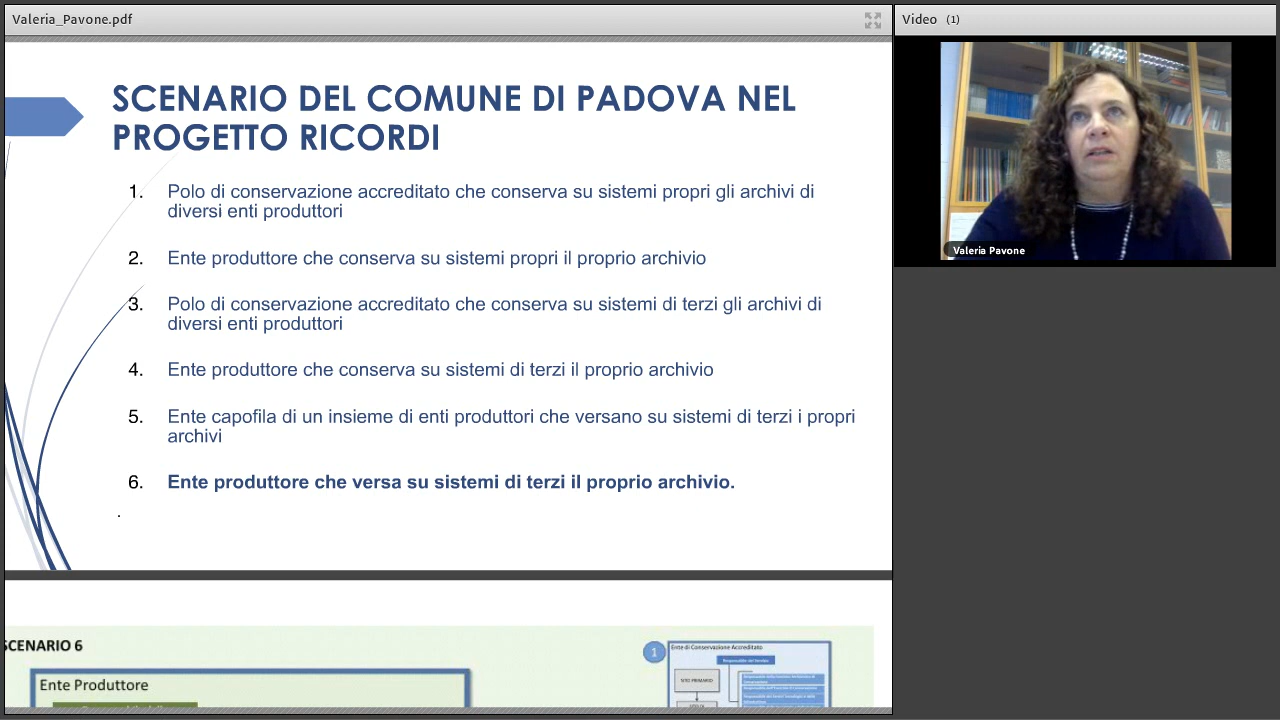 Valeria_Pavone.pdf
Video (1)
SCENARIO DEL COMUNE DI PADOVA NEL
PROGETTO RICORDI
1. Polo di conservazione accreditato che conserva su sistemi propri gli archivi di
diversi enti produttori
2. Ente produttore che conserva su sistemi propri il proprio archivio
3. Polo di conservazione accreditato che conserva su sistemi di terzi gli archivi di
diversi enti produttori
4. Ente produttore che conserva su sistemi di terzi il proprio archivio
5. Ente capofila di un insieme di enti produttori che versano su sistemi di terzi i propri
archivi
6. Ente produttore che versa su sistemi di terzi il proprio archivio.
.
Valeria Pavone
SCENARIO 6
Ente Produttore
1
Ente di Conservazione Accreditato
Responsabile del Servizio
SITO PRIMARIO